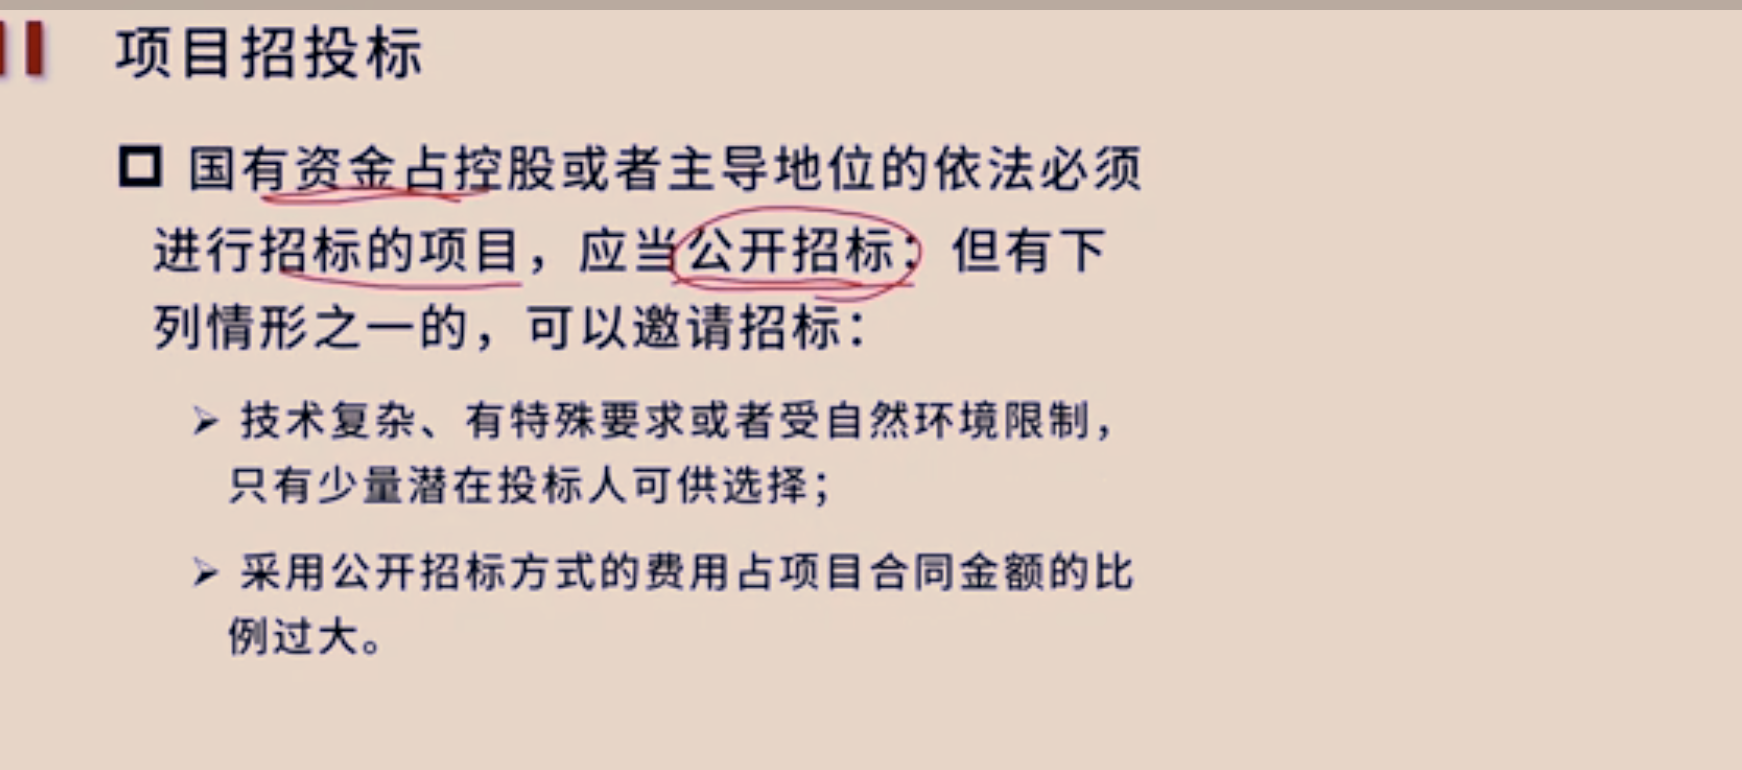 项目招投标
国有资金占控股或者主导地位的依法必须
进行招标的项目，应当公开招标；但有下
列情形之一的，可以邀请招标：
技术复杂、有特殊要求或者受自然环境限制，
只有少量潜在投标人可供选择；
采用公开招标方式的费用占项目合同金额的比
例过大。